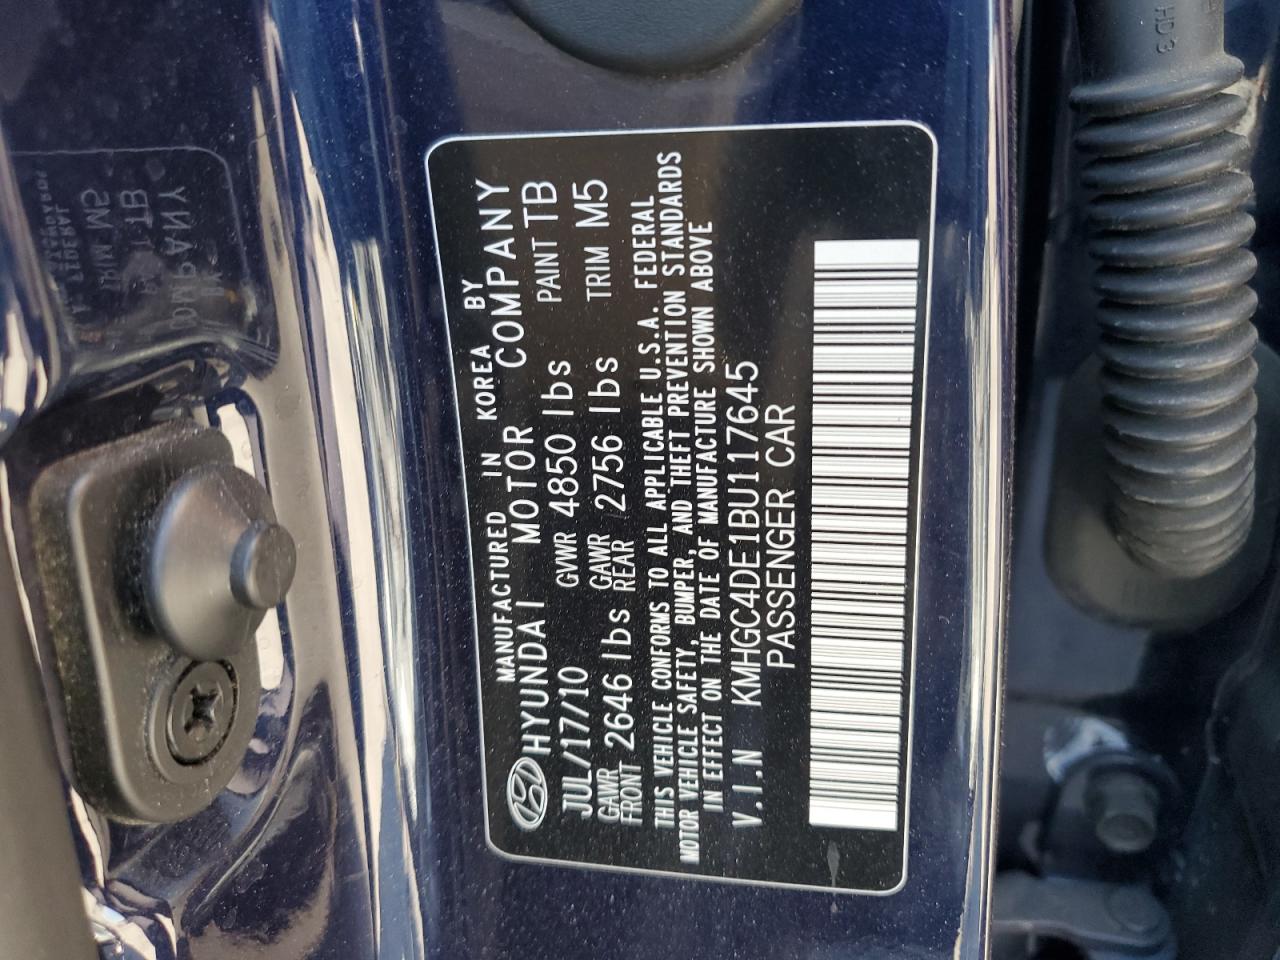 MANUFACTURED IN KOREA BY
HYUNDAI MOTOR COMPANY
JUL/17/10 GVWR 4850 lbs PAINT TB
GAWR FRONT 2646 lbs GAWR REAR 2756 lbs TRIM M5
THIS VEHICLE CONFORMS TO ALL APPLICABLE U.S.A. FEDERAL
MOTOR VEHICLE SAFETY, BUMPER, AND THEFT PREVENTION STANDARDS
IN EFFECT ON THE DATE OF MANUFACTURE SHOWN ABOVE
V.I.N KMHGC4DE1BU117645
PASSENGER CAR
HD3